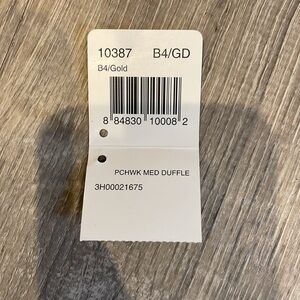 10387 B4/GD
B4/Gold
8 84830 10008 2
PCHWK MED DUFFLE
3H00021675